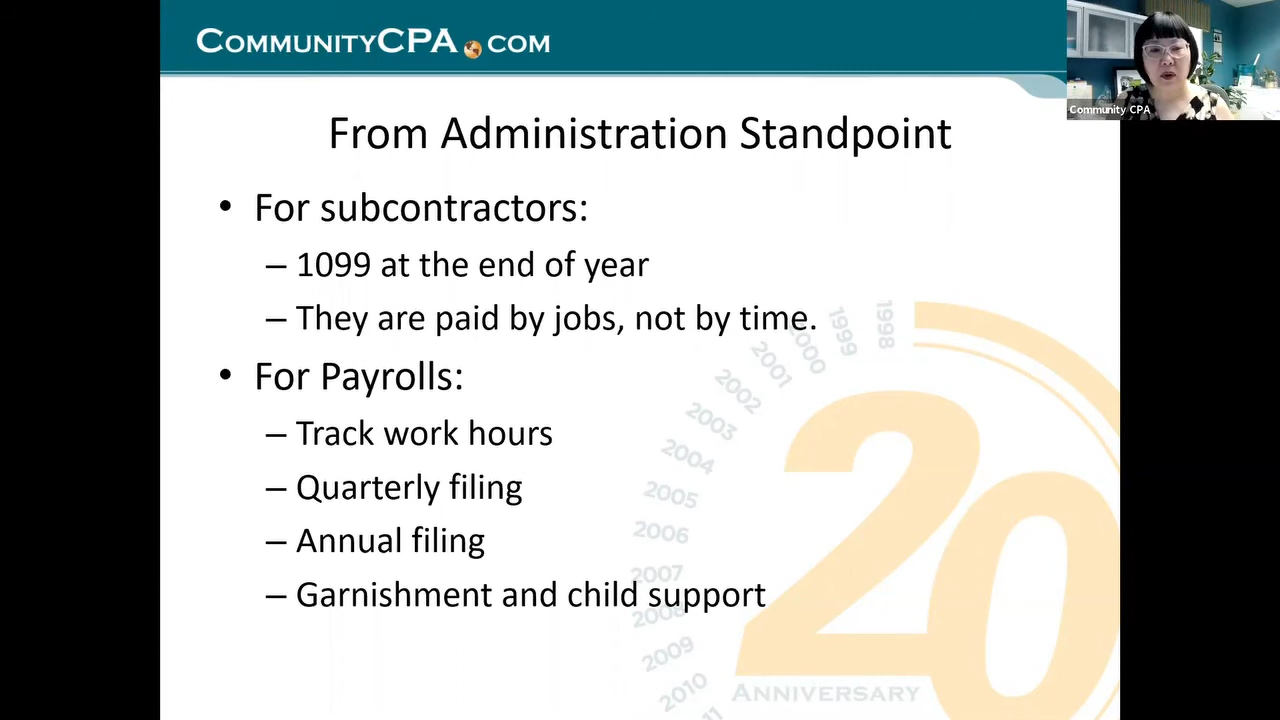 COMMUNITYCPA.COM
Community CPA
From Administration Standpoint
• For subcontractors:
– 1099 at the end of year
– They are paid by jobs, not by time.
• For Payrolls:
– Track work hours
– Quarterly filing
– Annual filing
– Garnishment and child support
1998
1999
2000
2001
2002
2003
2004
2005
2006
2007
2008
2009
2010
20
ANNIVERSARY